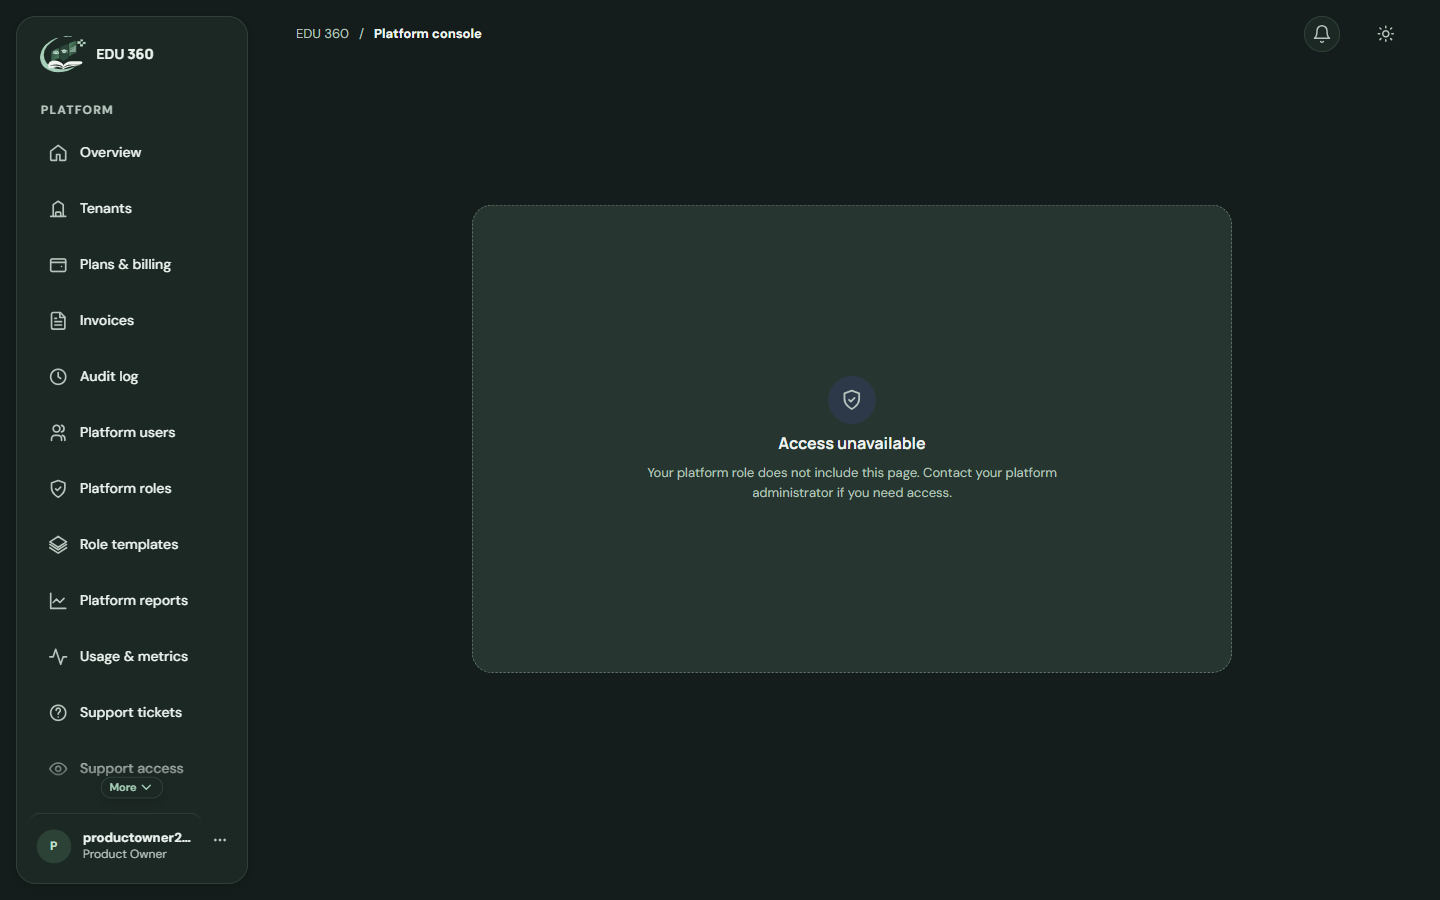 EDU 360
PLATFORM
Overview
Tenants
Plans & billing
Invoices
Audit log
Platform users
Platform roles
Role templates
Platform reports
Usage & metrics
Support tickets
Support access
More
P
productowner2...
Product Owner
EDU 360 / Platform console
Access unavailable
Your platform role does not include this page. Contact your platform
administrator if you need access.